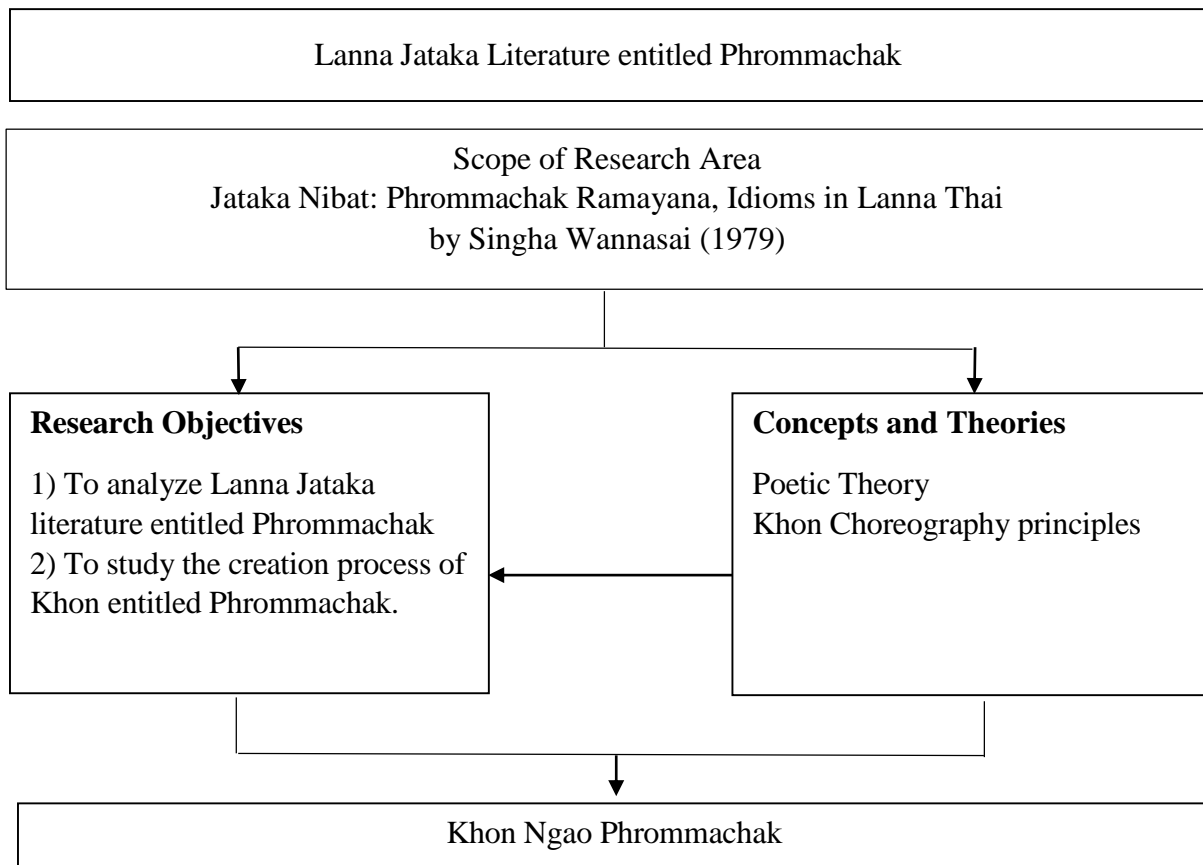 Lanna Jataka Literature entitled Phrommachak
Scope of Research Area
Jataka Nibat: Phrommachak Ramayana, Idioms in Lanna Thai
by Singha Wannasai (1979)
Research Objectives
1) To analyze Lanna Jataka
literature entitled Phrommachak
2) To study the creation process of
Khon entitled Phrommachak.
Concepts and Theories
Poetic Theory
Khon Choreography principles
Khon Ngao Phrommachak